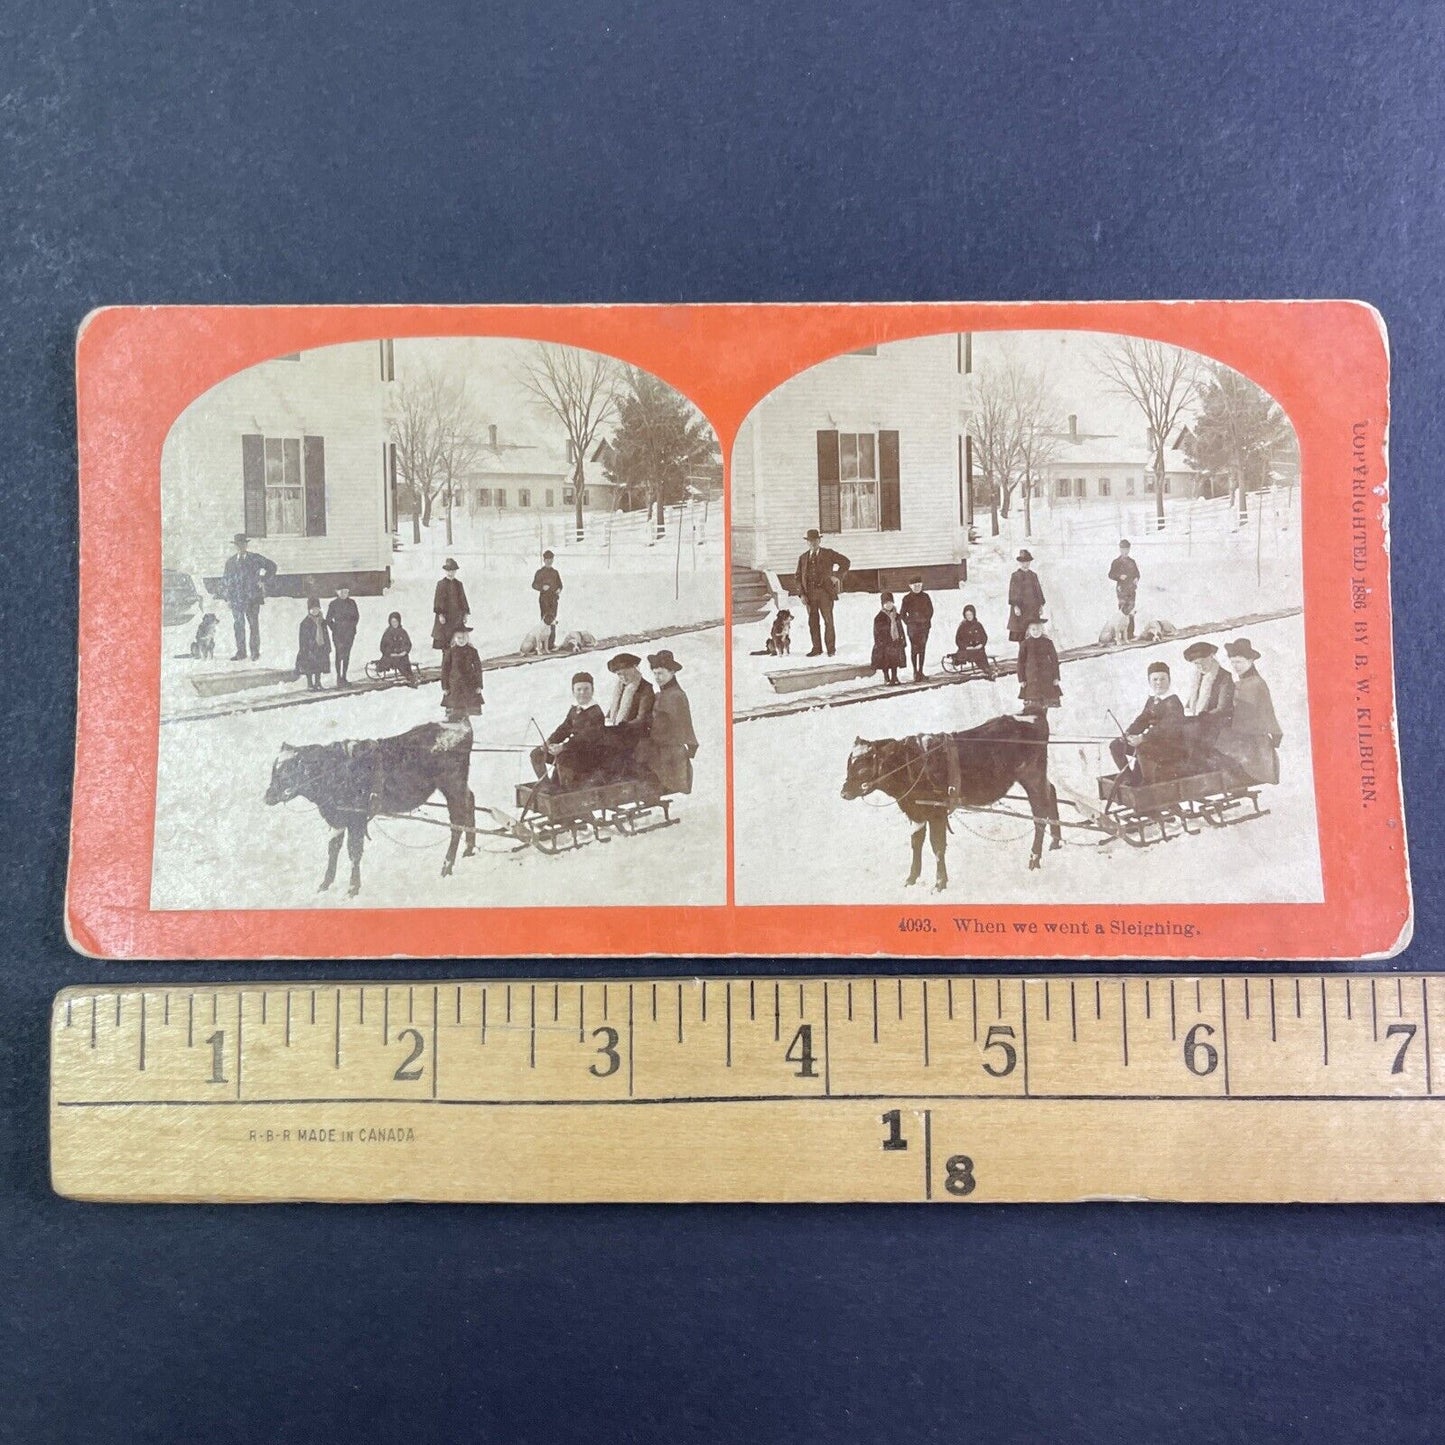 COPYRIGHTED 1886 BY B. W. KILBURN.
4093. When we went a Sleighing.
1 2 3 4 5 6 7
R-B-R MADE IN CANADA
1
8